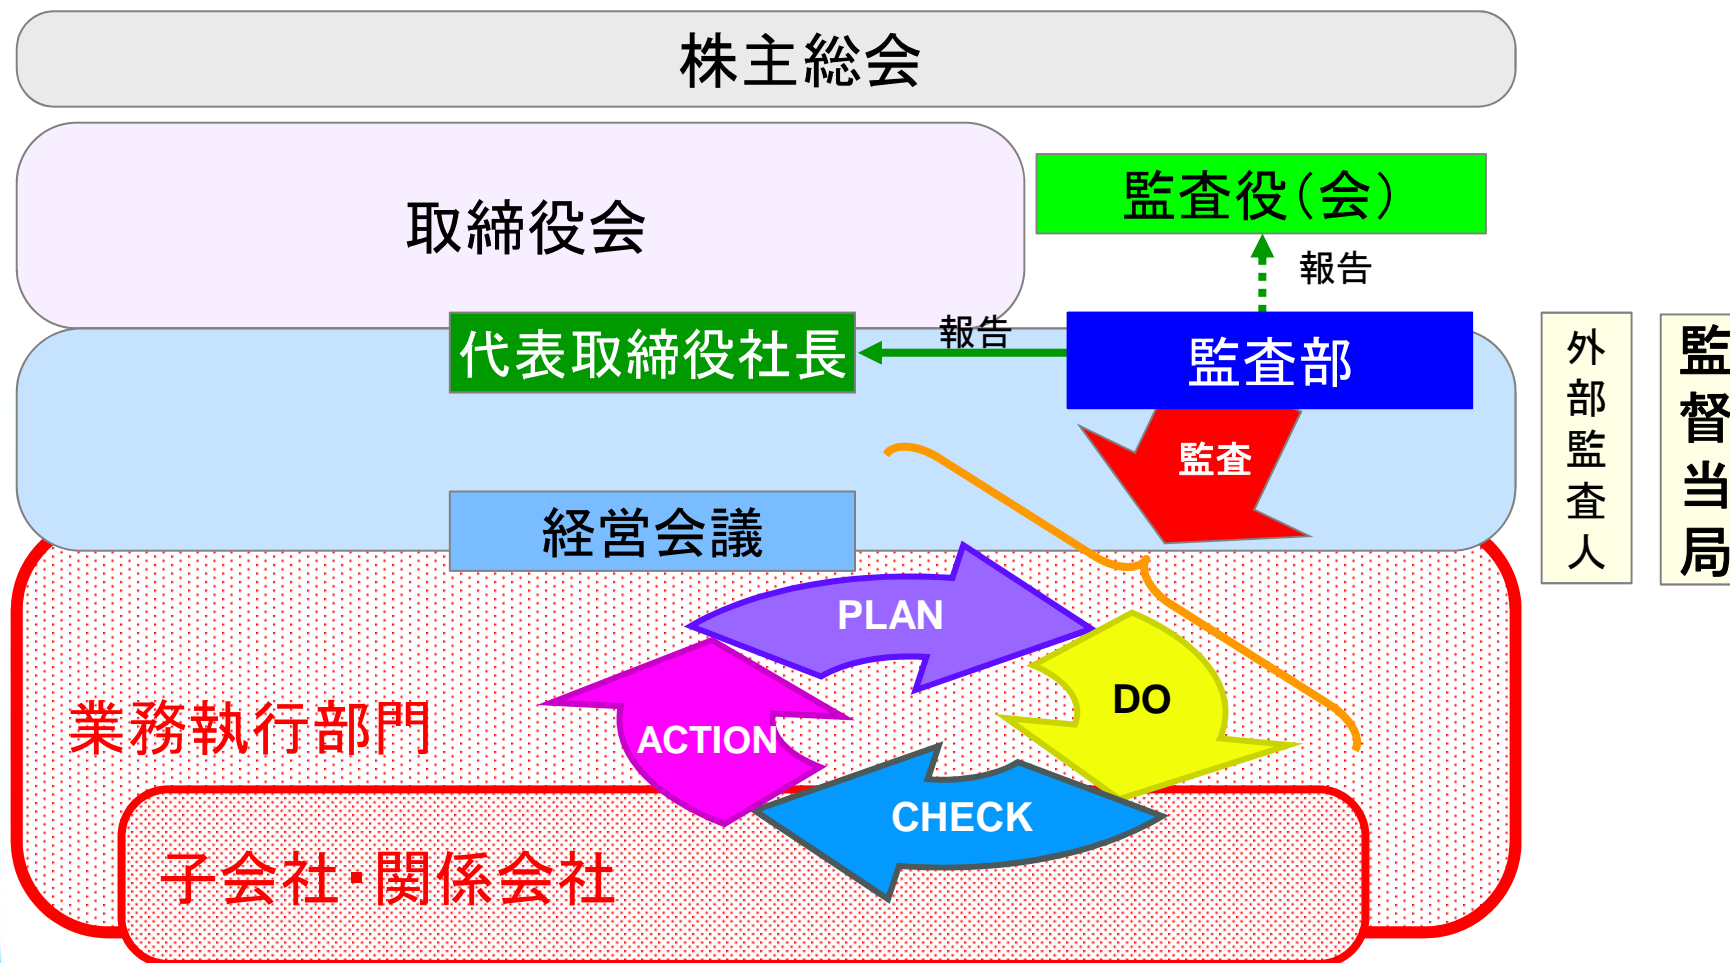 株主総会
取締役会
監査役(会)
報告
代表取締役社長
報告
監査部
監査
経営会議
外部監査人
監督当局
PLAN
DO
ACTION
CHECK
業務執行部門
子会社・関係会社